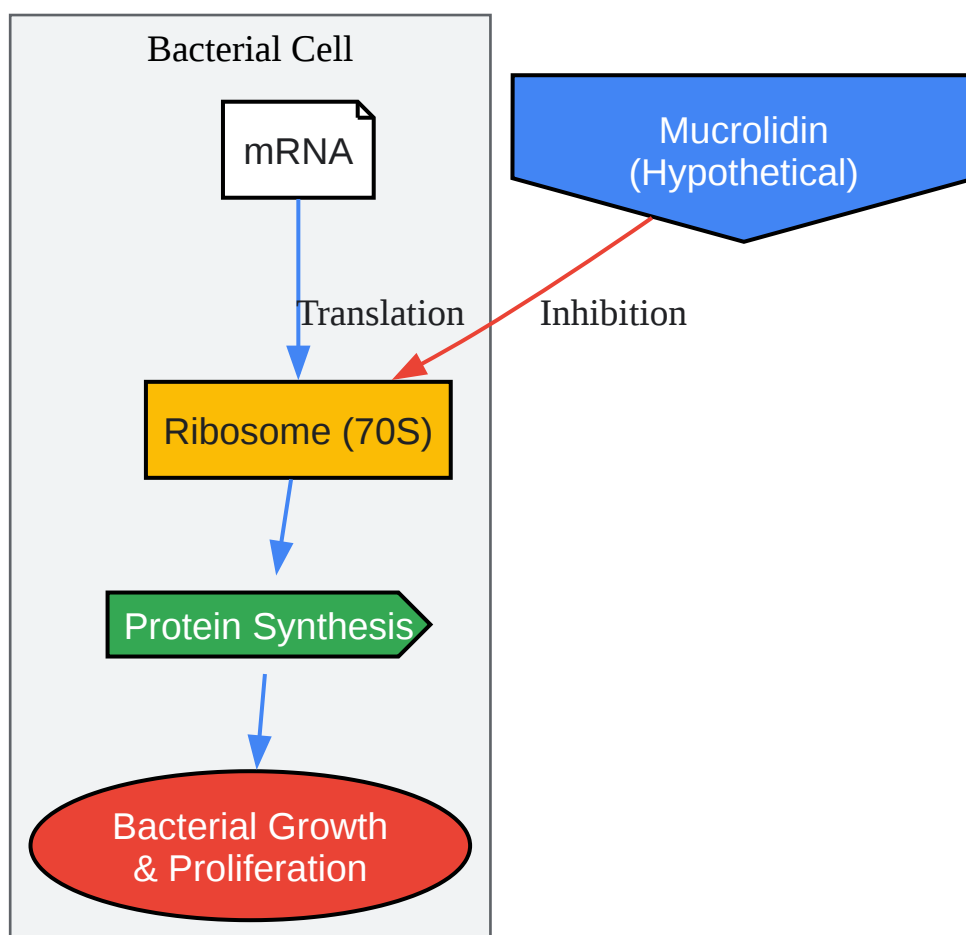 Bacterial Cell
mRNA
Mucrolidin
(Hypothetical)
Translation
Inhibition
Ribosome (70S)
Protein Synthesis
Bacterial Growth
& Proliferation